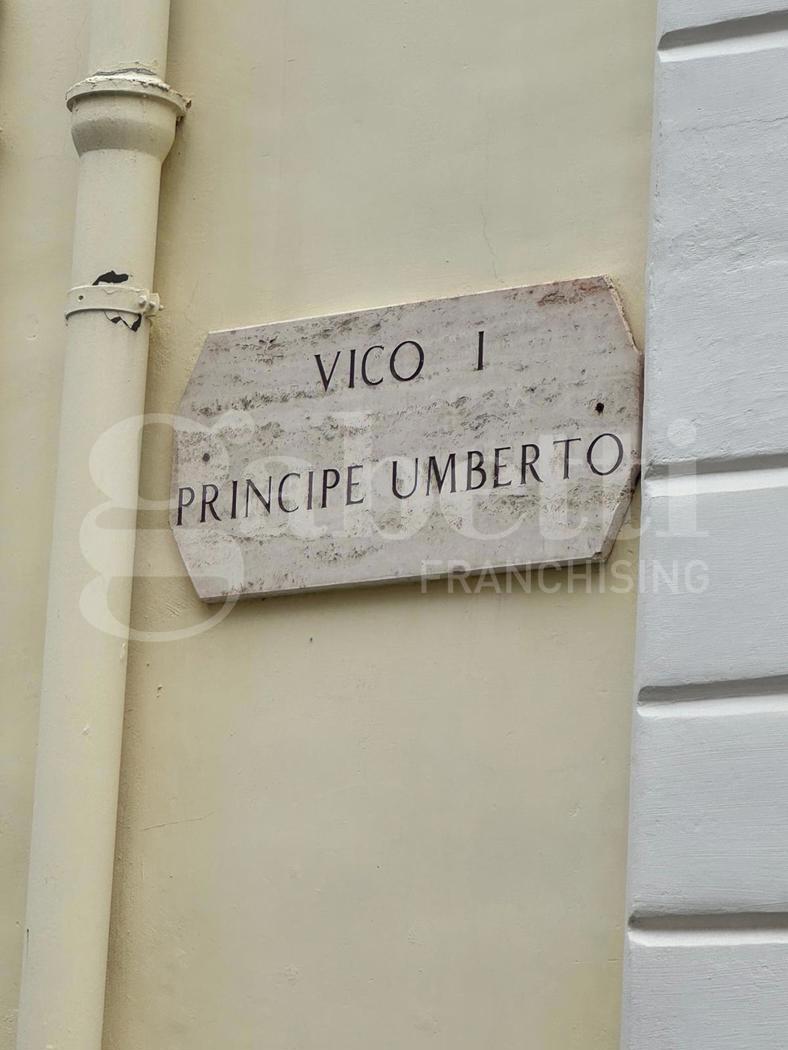 VICO I
PRINCIPE UMBERTO
gabetti
FRANCHISING